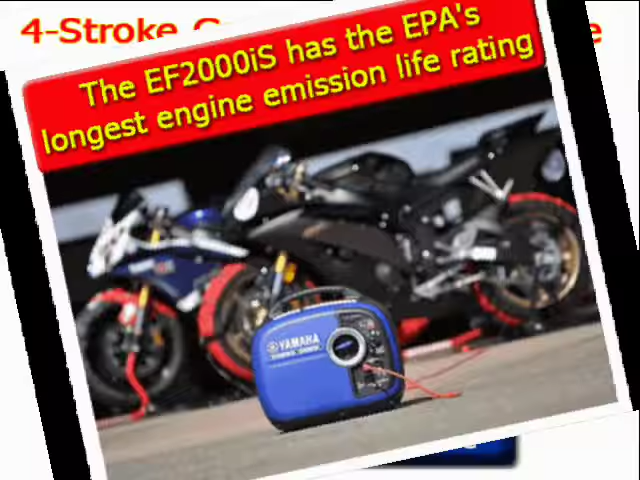 4-Stroke
The EF2000iS has the EPA's
longest engine emission life rating
YAMAHA